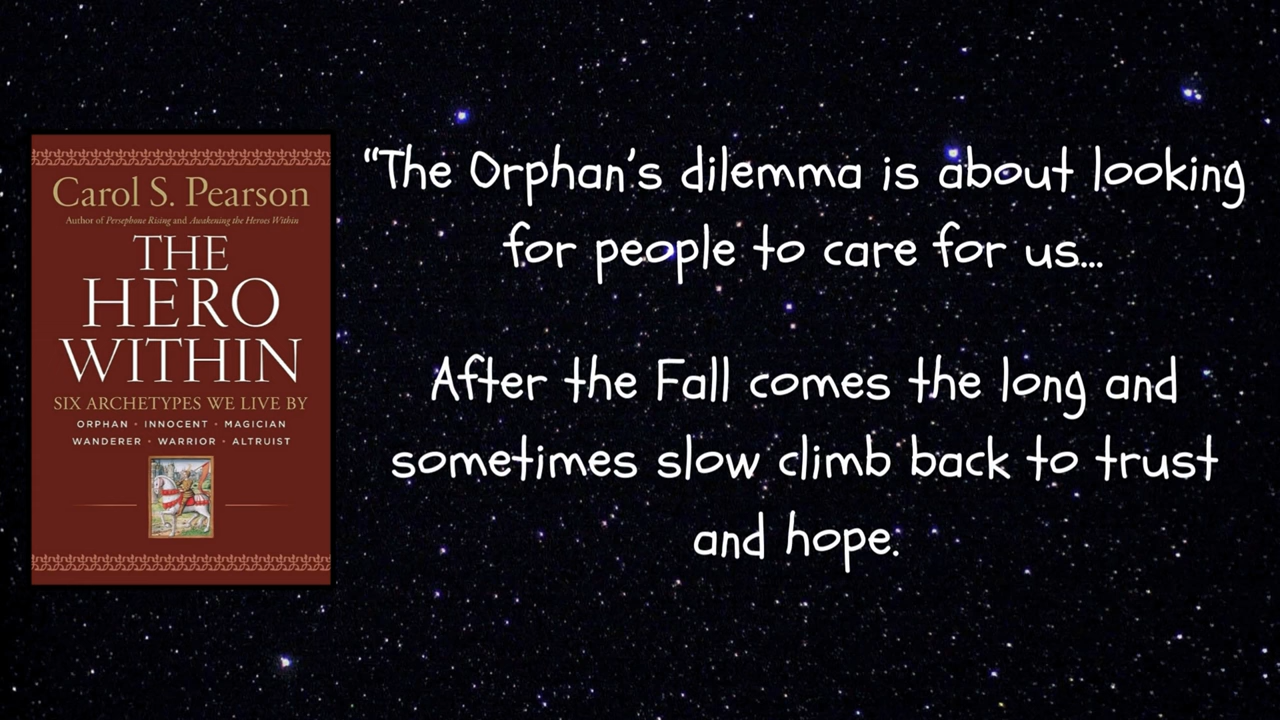 Carol S. Pearson
Author of Persephone Rising and Awakening the Heroes Within
THE
HERO
WITHIN
SIX ARCHETYPES WE LIVE BY
ORPHAN • INNOCENT • MAGICIAN
WANDERER • WARRIOR • ALTRUIST
“The Orphan’s dilemma is about looking
for people to care for us...
After the Fall comes the long and
sometimes slow climb back to trust
and hope.